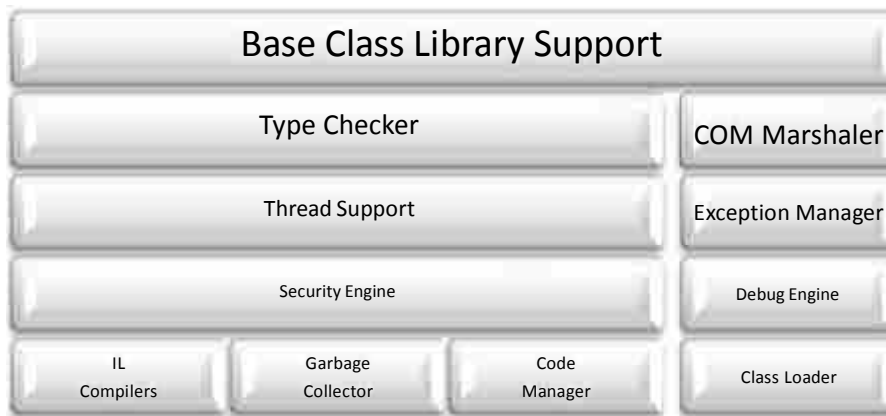 Base Class Library Support
Type Checker
COM Marshaler
Thread Support
Exception Manager
Security Engine
Debug Engine
IL
Compilers
Garbage
Collector
Code
Manager
Class Loader